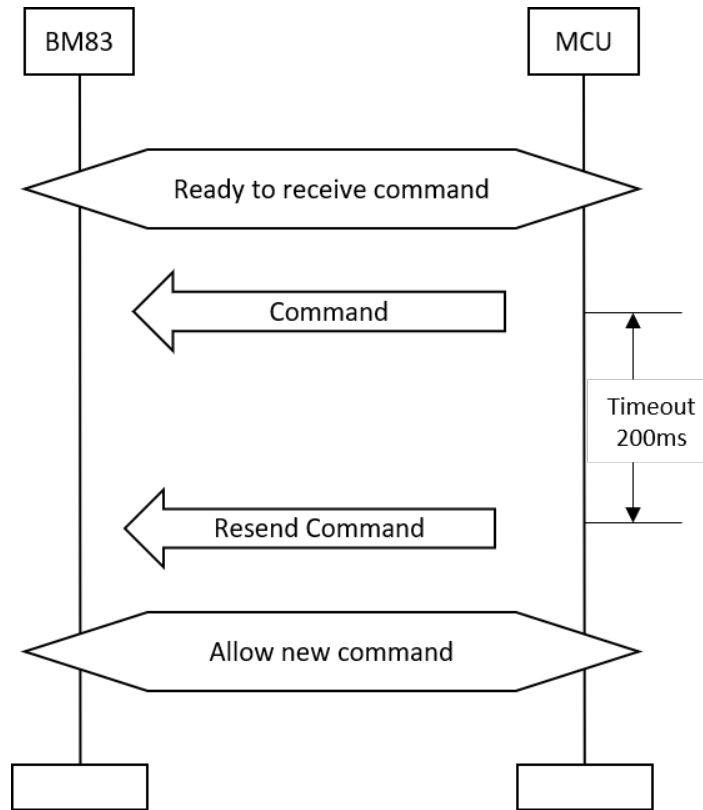 BM83
MCU
Ready to receive command
Command
Timeout
200ms
Resend Command
Allow new command